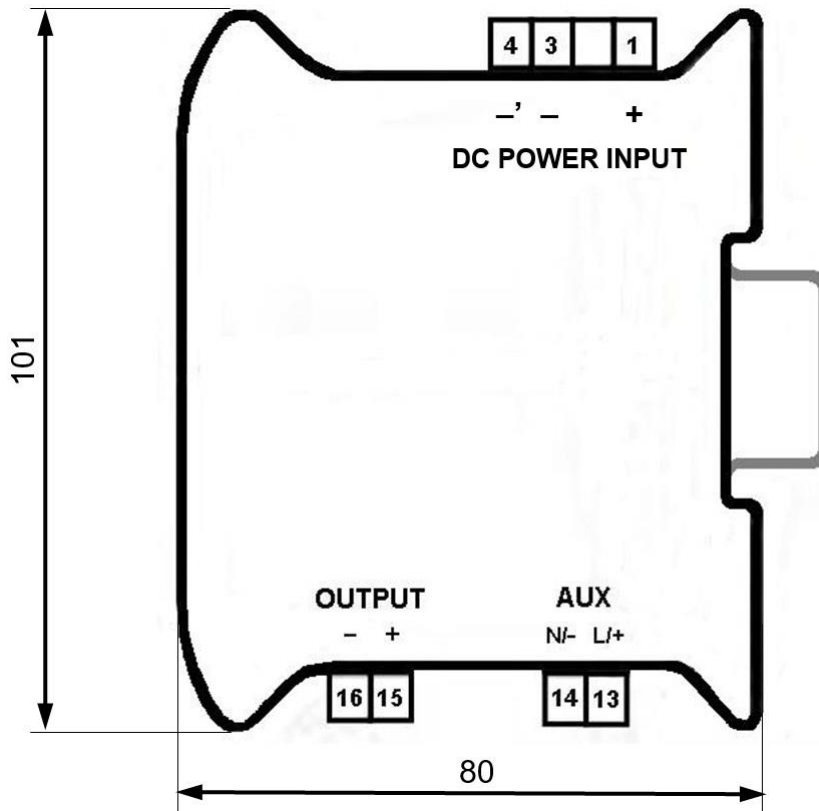 4 3 1
–’ – +
DC POWER INPUT
101
OUTPUT AUX
– + N/- L/+
16 15 14 13
80